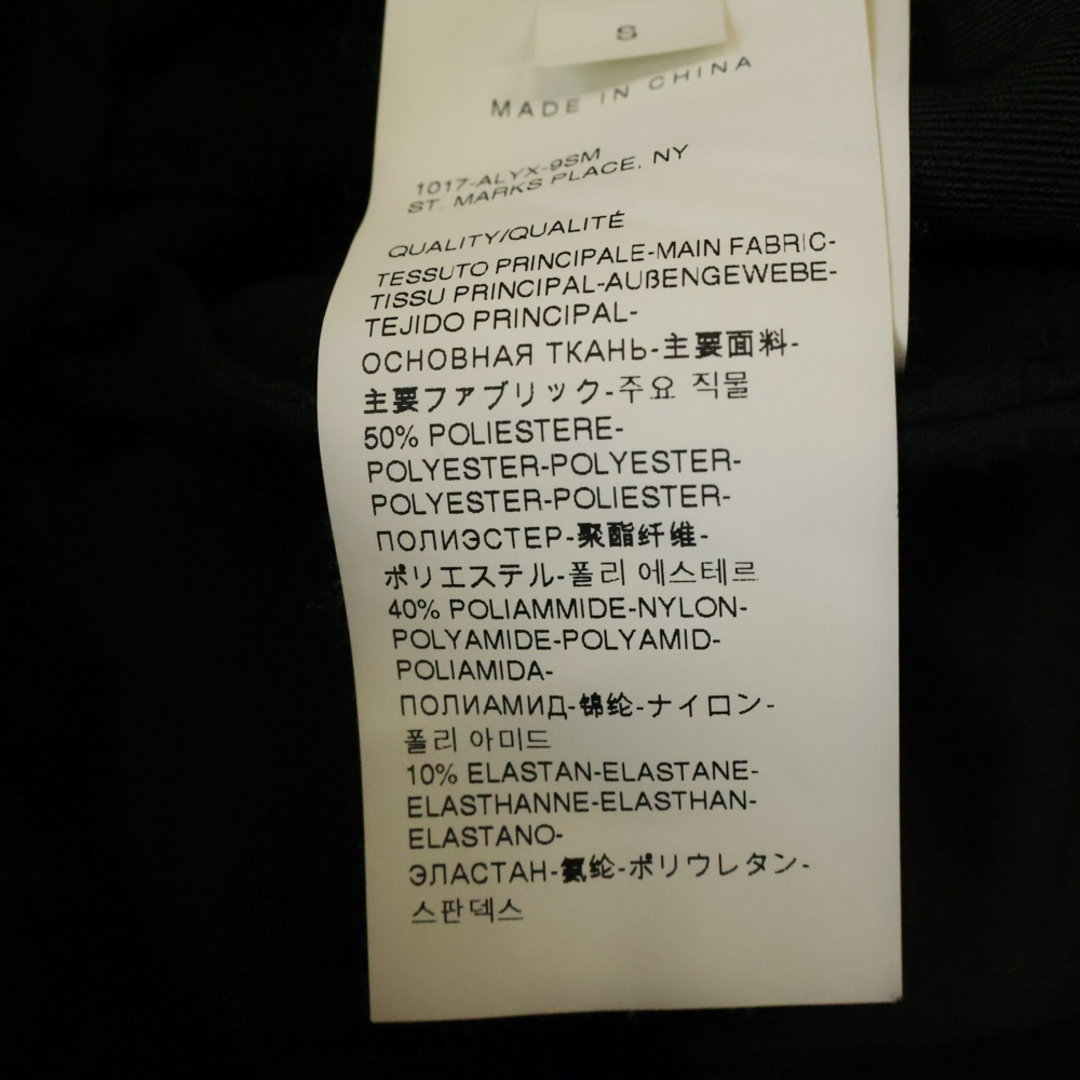 S
MADE IN CHINA
1017-ALYX-9SM
ST. MARKS PLACE, NY
QUALITY/QUALITÉ
TESSUTO PRINCIPALE-MAIN FABRIC-
TISSU PRINCIPAL-AUßENGEWEBE-
TEJIDO PRINCIPAL-
ОСНОВНАЯ ТКАНЬ-主要面料-
主要ファブリック-주요 직물
50% POLIESTERE-
POLYESTER-POLYESTER-
POLYESTER-POLIESTER-
ПОЛИЭСТЕР-聚酯纤维-
ポリエステル-폴리 에스테르
40% POLIAMMIDE-NYLON-
POLYAMIDE-POLYAMID-
POLIAMIDA-
ПОЛИАМИД-锦纶-ナイロン-
폴리 아미드
10% ELASTAN-ELASTANE-
ELASTHANNE-ELASTHAN-
ELASTANO-
ЭЛАСТАН-氨纶-ポリウレタン-
스판덱스